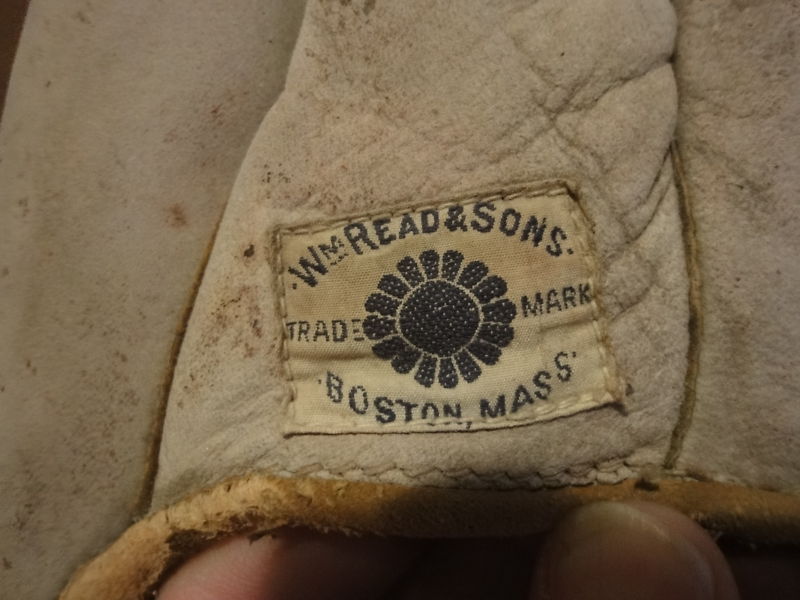 ·WM READ & SONS·
TRADE MARK
·BOSTON, MASS·